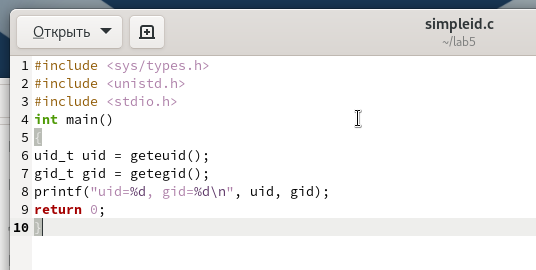 Открыть
simpleid.c
~/lab5
1 #include <sys/types.h>
2 #include <unistd.h>
3 #include <stdio.h>
4 int main()
5 {
6 uid_t uid = geteuid();
7 gid_t gid = getegid();
8 printf("uid=%d, gid=%d\n", uid, gid);
9 return 0;
10 }